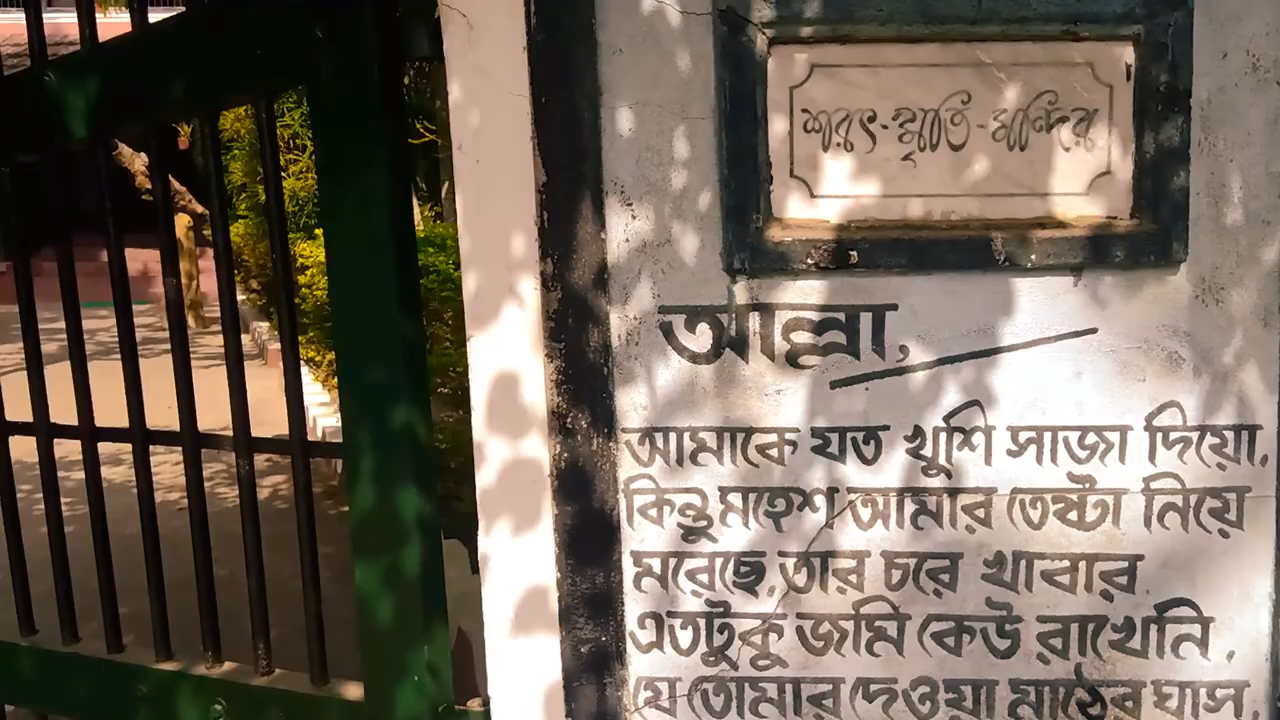 শরৎ-স্মৃতি-মন্দির
আল্লা,
আমাকে যত খুশি সাজা দিয়ো,
কিন্তু মহেশ আমার তেষ্টা নিয়ে
মরেছে, তার চরে খাবার
এতটুকু জমি কেউ রাখেনি,
যে তোমার দেওয়া মাঠের ঘাস,